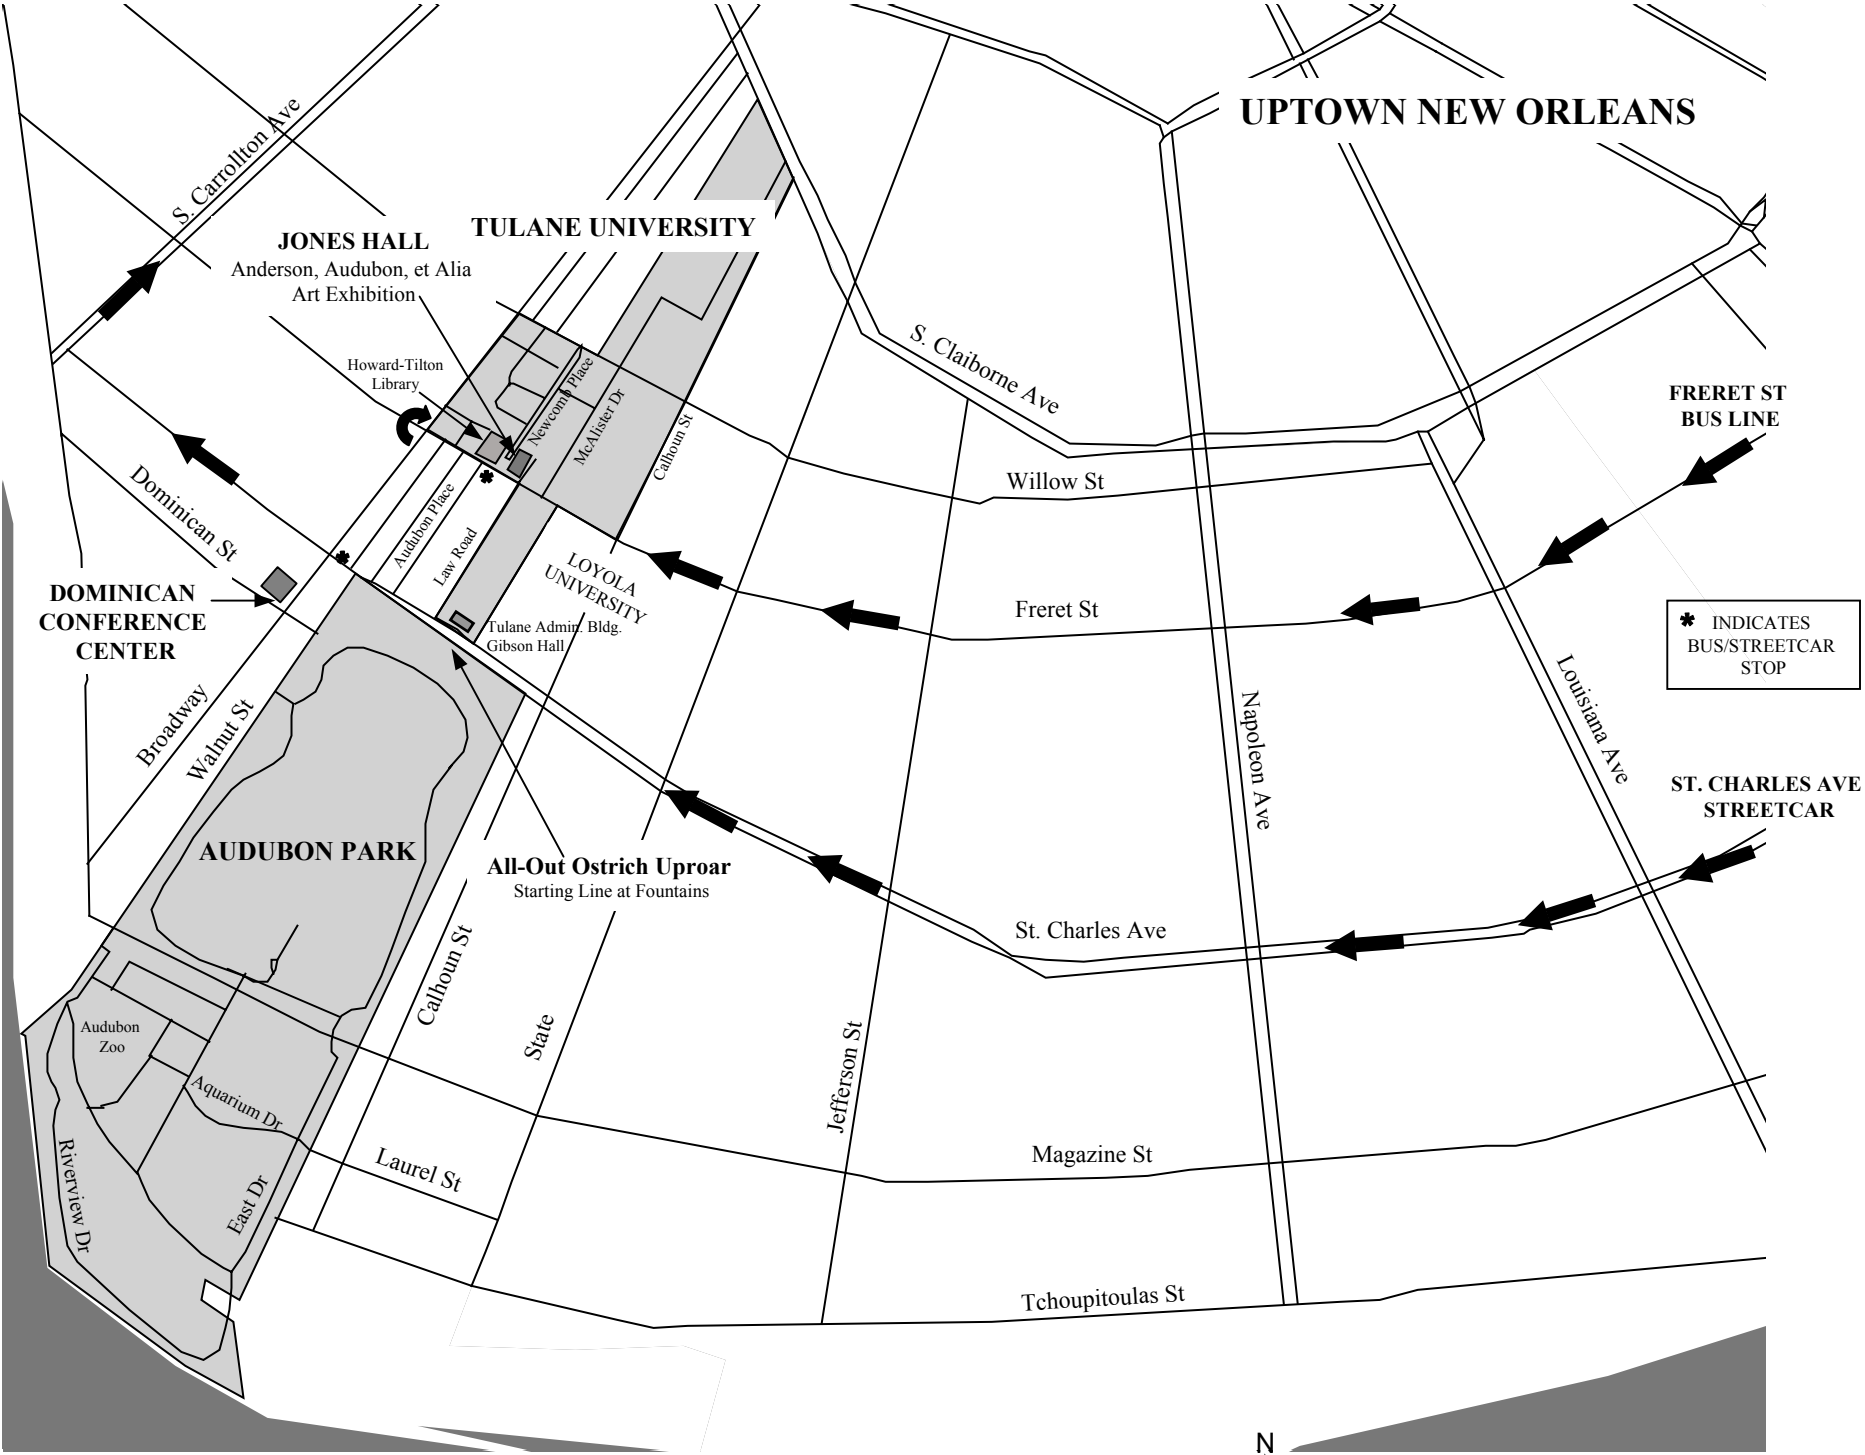 UPTOWN NEW ORLEANS
S. Carrollton Ave
TULANE UNIVERSITY
JONES HALL
Anderson, Audubon, et Alia
Art Exhibition
S. Claiborne Ave
Howard-Tilton
Library
Newcomb Place
McAlister Dr
Calhoun St
FRERET ST
BUS LINE
Willow St
Dominican St
Audubon Place
Law Road
LOYOLA
UNIVERSITY
Freret St
DOMINICAN
CONFERENCE
CENTER
Tulane Admin. Bldg.
Gibson Hall
* INDICATES
BUS/STREETCAR
STOP
Louisiana Ave
Napoleon Ave
Broadway
Walnut St
ST. CHARLES AVE
STREETCAR
AUDUBON PARK
All-Out Ostrich Uproar
Starting Line at Fountains
St. Charles Ave
Calhoun St
State
Jefferson St
Audubon
Zoo
Aquarium Dr
Riverview Dr
East Dr
Laurel St
Magazine St
Tchoupitoulas St
N